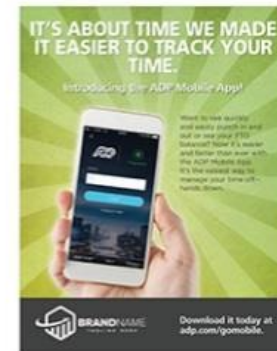 IT'S ABOUT TIME WE MADE
IT EASIER TO TRACK YOUR
TIME.
Introducing the ADP Mobile App!
Want to see quickly
and easily punch in and
out or see your PTO
balance? Now it's easier
and faster than ever with
the ADP Mobile App.
It's the easiest way to
manage your time off—
hands down.
ADP
BRANDNAME
Download it today at
adp.com/gomobile.